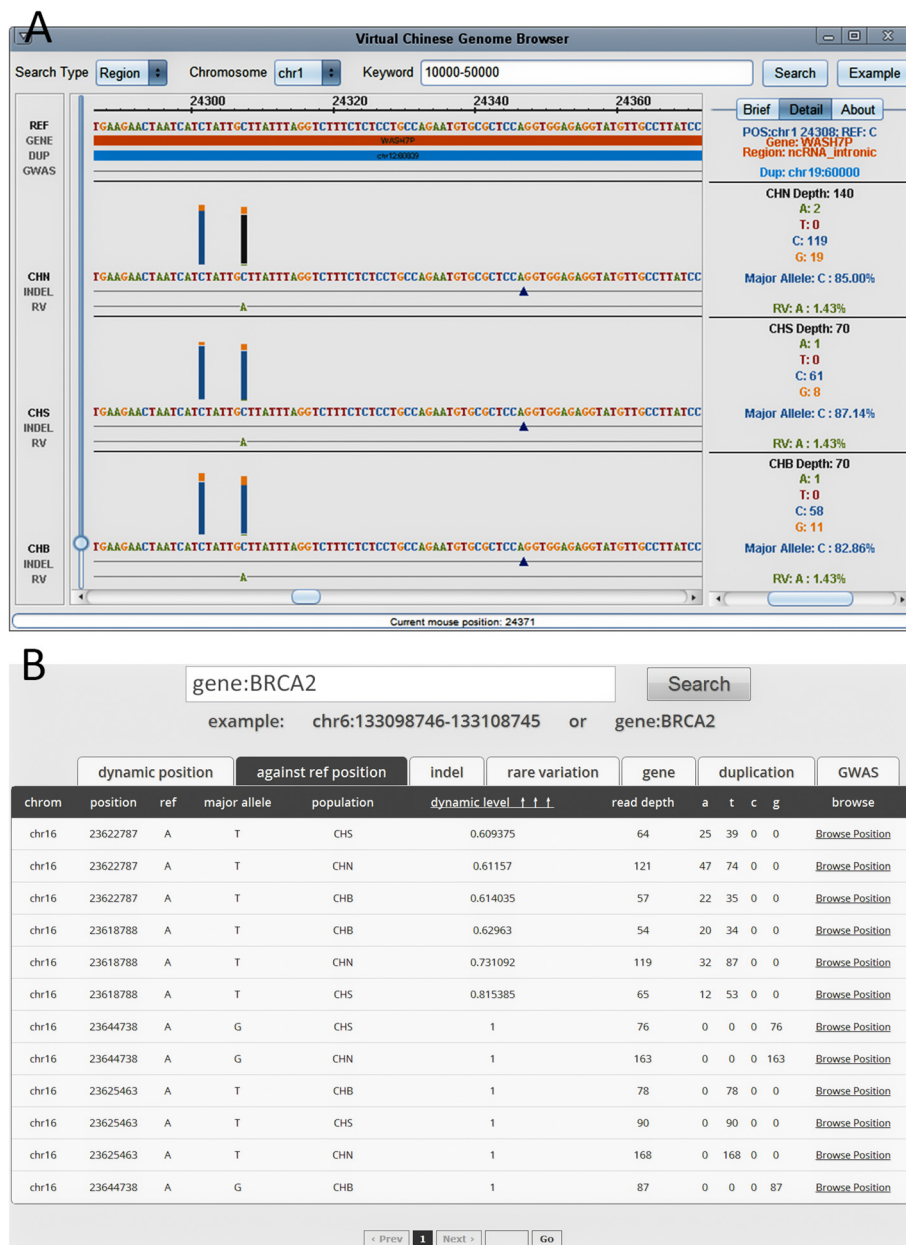 A
Virtual Chinese Genome Browser
Search Type Region Chromosome chr1 Keyword 10000-50000 Search Example
24300 24320 24340 24360
Brief Detail About
REF TGAAGAACTAATCATCTATTGCTTATTTAGGTCTTTCTCTCCTGCCAGAATGTGCGCTCCAGGTGGAGAGGTATGTTGCCTTATCC
POS:chr1 24308; REF: C
GENE WASH7P
Gene: WASH7P
Region: ncRNA_intronic
DUP chr12:80639
GWAS
Dup: chr19:60000
CHN Depth: 140
A: 2
T: 0
C: 119
G: 19
CHN TGAAGAACTAATCATCTATTGCTTATTTAGGTCTTTCTCTCCTGCCAGAATGTGCGCTCCAGGTGGAGAGGTATGTTGCCTTATCC
Major Allele: C : 85.00%
INDEL
RV A
RV: A : 1.43%
CHS Depth: 70
A: 1
T: 0
C: 61
G: 8
CHS TGAAGAACTAATCATCTATTGCTTATTTAGGTCTTTCTCTCCTGCCAGAATGTGCGCTCCAGGTGGAGAGGTATGTTGCCTTATCC
Major Allele: C : 87.14%
INDEL
RV A
RV: A : 1.43%
CHB Depth: 70
A: 1
T: 0
C: 58
G: 11
CHB TGAAGAACTAATCATCTATTGCTTATTTAGGTCTTTCTCTCCTGCCAGAATGTGCGCTCCAGGTGGAGAGGTATGTTGCCTTATCC
Major Allele: C : 82.86%
INDEL
RV A
RV: A : 1.43%
Current mouse position: 24371
B
gene:BRCA2 Search
example: chr6:133098746-133108745 or gene:BRCA2
dynamic position against ref position indel rare variation gene duplication GWAS
chrom position ref major allele population dynamic level ↑ ↑ ↑ read depth a t c g browse
chr16 23622787 A T CHS 0.609375 64 25 39 0 0 Browse Position
chr16 23622787 A T CHN 0.61157 121 47 74 0 0 Browse Position
chr16 23622787 A T CHB 0.614035 57 22 35 0 0 Browse Position
chr16 23618788 A T CHB 0.62963 54 20 34 0 0 Browse Position
chr16 23618788 A T CHN 0.731092 119 32 87 0 0 Browse Position
chr16 23618788 A T CHS 0.815385 65 12 53 0 0 Browse Position
chr16 23644738 A G CHS 1 76 0 0 0 76 Browse Position
chr16 23644738 A G CHN 1 163 0 0 0 163 Browse Position
chr16 23625463 A T CHB 1 78 0 78 0 0 Browse Position
chr16 23625463 A T CHS 1 90 0 90 0 0 Browse Position
chr16 23625463 A T CHN 1 168 0 168 0 0 Browse Position
chr16 23644738 A G CHB 1 87 0 0 0 87 Browse Position
‹ Prev 1 Next › Go